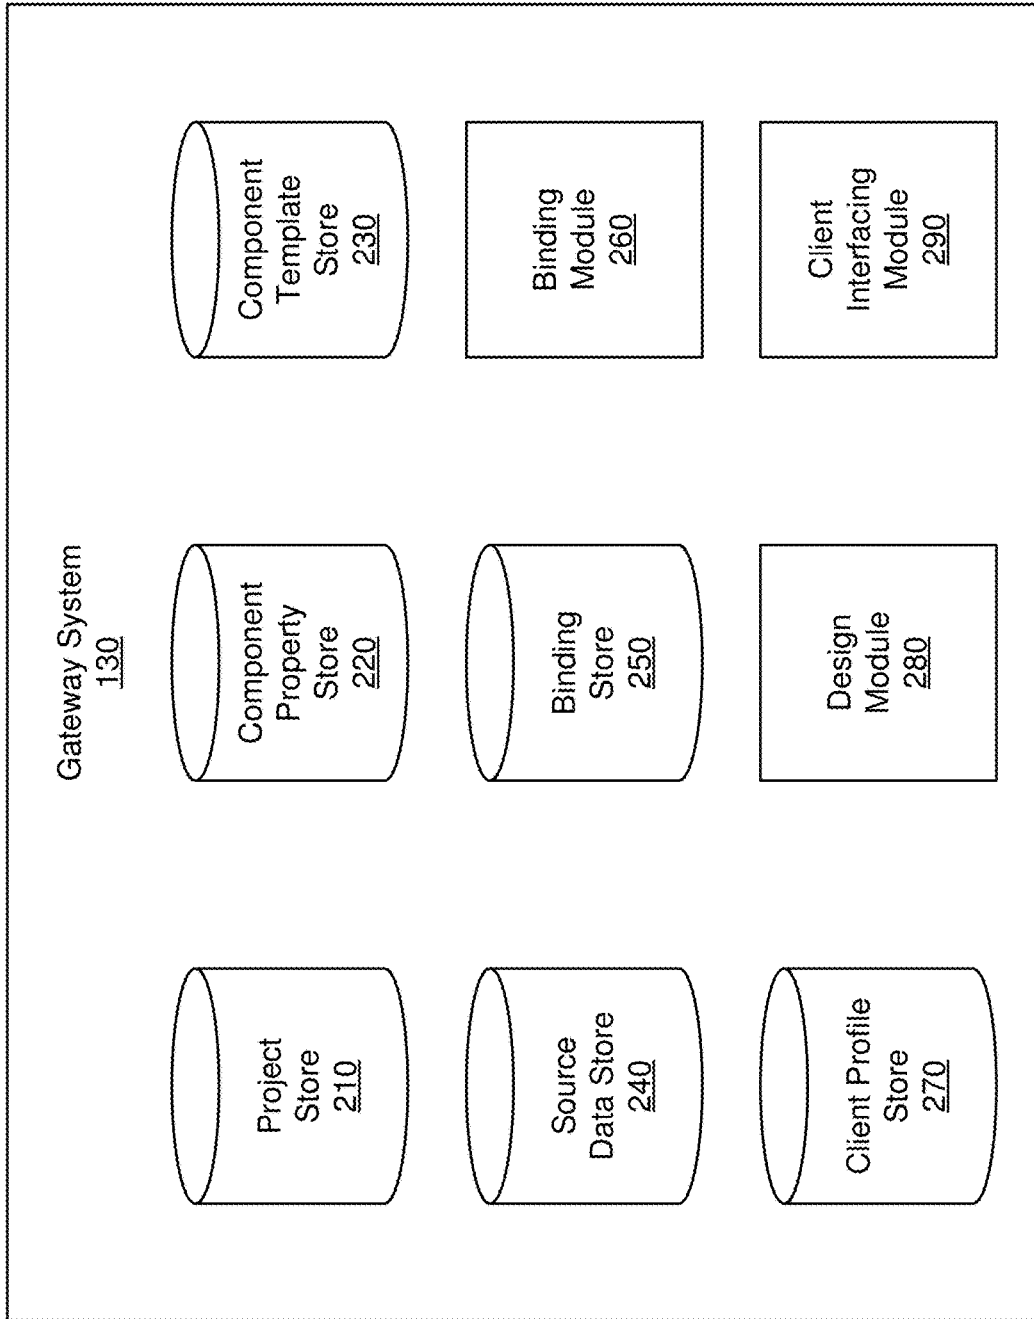 Gateway System
130
Project
Store
210
Component
Property
Store
220
Component
Template
Store
230
Source
Data Store
240
Binding
Store
250
Binding
Module
260
Client Profile
Store
270
Design
Module
280
Client
Interfacing
Module
290